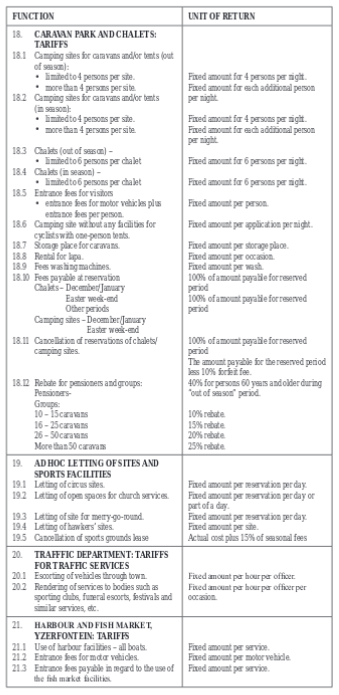 FUNCTION UNIT OF RETURN
18. CARAVAN PARK AND CHALETS:
TARIFFS
18.1 Camping sites for caravans and/or tents (out
of season):
• limited to 4 persons per site. Fixed amount for 4 persons per night.
• more than 4 persons per site. Fixed amount for each additional person
18.2 Camping sites for caravans and/or tents per night.
(in season):
• limited to 4 persons per site. Fixed amount for 4 persons per night.
• more than 4 persons per site. Fixed amount for each additional person
per night.
18.3 Chalets (out of season) –
• limited to 6 persons per chalet Fixed amount for 6 persons per night.
18.4 Chalets (in season) –
• limited to 6 persons per chalet Fixed amount for 6 persons per night.
18.5 Entrance fees for visitors
• entrance fees for motor vehicles plus Fixed amount per person.
entrance fees per person.
18.6 Camping site without any facilities for Fixed amount per application per night.
cyclists with one-person tents.
18.7 Storage place for caravans. Fixed amount per storage place.
18.8 Rental for lapa. Fixed amount per occasion.
18.9 Fees washing machines. Fixed amount per wash.
18.10 Fees payable at reservation 100% of amount payable for reserved
Chalets – December/January period
Easter week-end 100% of amount payable for reserved
Other periods period
Camping sites – December/January
Easter week-end
18.11 Cancellation of reservations of chalets/ 100% of amount payable for reserved
camping sites. period
The amount payable for the reserved period
less 10% forfeit fee.
18.12 Rebate for pensioners and groups: 40% for persons 60 years and older during
Pensioners- "out of season" period.
Groups:
10 – 15 caravans 10% rebate.
16 – 25 caravans 15% rebate.
26 – 50 caravans 20% rebate.
More than 50 caravans 25% rebate.
19. AD HOC LETTING OF SITES AND
SPORTS FACILITIES
19.1 Letting of circus sites. Fixed amount per reservation per day.
19.2 Letting of open spaces for church services. Fixed amount per reservation per day or
part of a day.
19.3 Letting of site for merry-go-round. Fixed amount per reservation per day.
19.4 Letting of hawkers' sites. Fixed amount per site.
19.5 Cancellation of sports grounds lease Actual cost plus 15% of seasonal fees
20. TRAFFFIC DEPARTMENT: TARIFFS
FOR TRAFFIC SERVICES
20.1 Escorting of vehicles through town. Fixed amount per hour per officer.
20.2 Rendering of services to bodies such as Fixed amount per hour per officer per
sporting clubs, funeral escorts, festivals and occasion.
similar services, etc.
21. HARBOUR AND FISH MARKET,
YZERFONTEIN: TARIFFS
21.1 Use of harbour facilities – all boats. Fixed amount per service.
21.2 Entrance fees for motor vehicles. Fixed amount per motor vehicle.
21.3 Entrance fees payable in regard to the use of Fixed amount per service.
the fish market facilities.